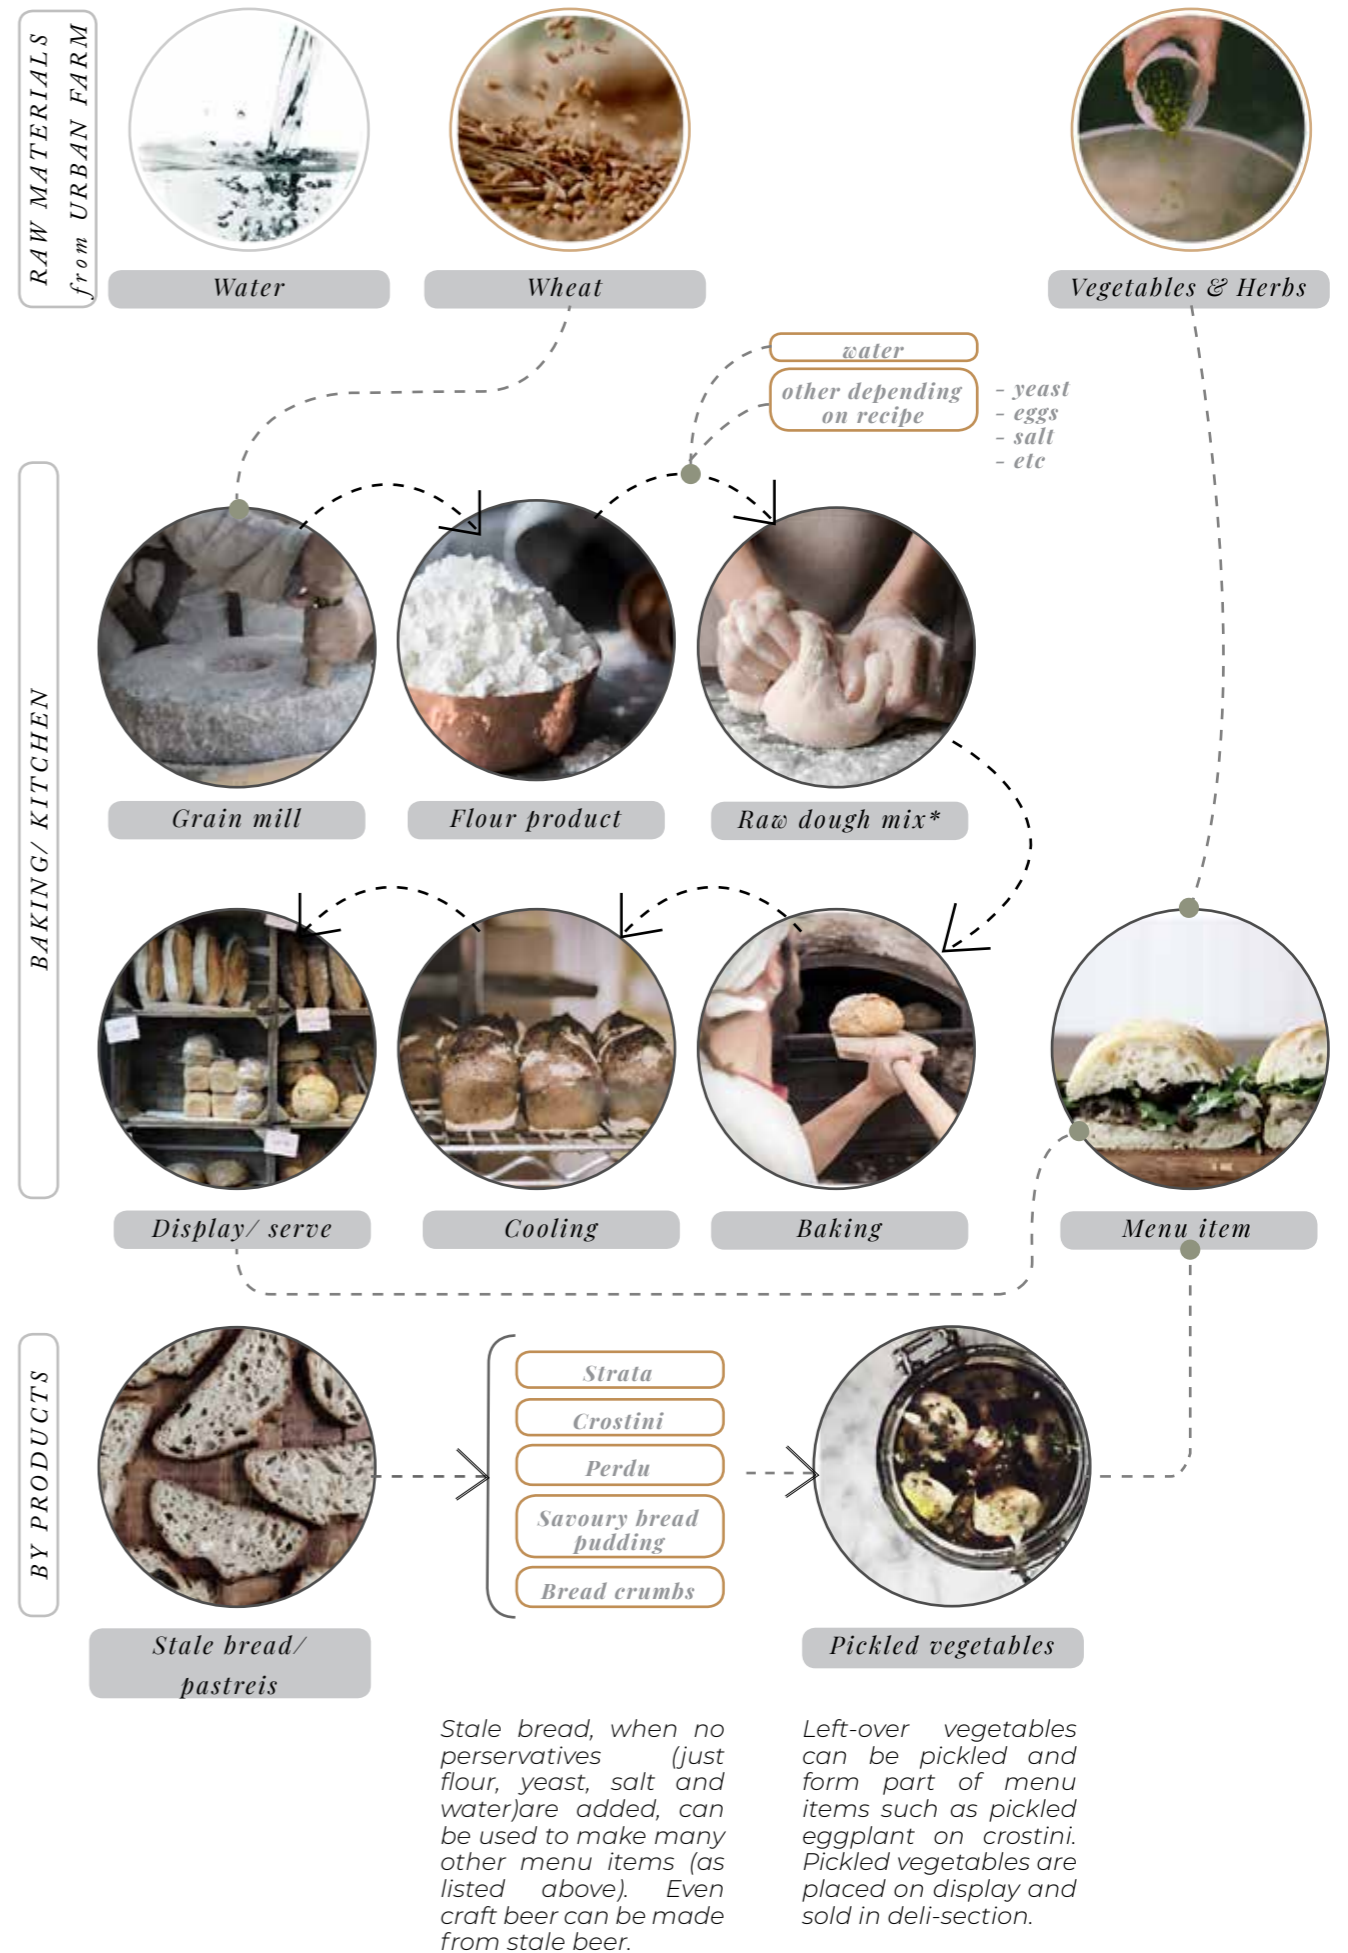 RAW MATERIALS
from URBAN FARM
Water
Wheat
Vegetables & Herbs
water
other depending
on recipe
- yeast
- eggs
- salt
- etc
BAKING/ KITCHEN
Grain mill
Flour product
Raw dough mix*
Display/ serve
Cooling
Baking
Menu item
BY PRODUCTS
Strata
Crostini
Perdu
Savoury bread
pudding
Bread crumbs
Stale bread/
pastreis
Pickled vegetables
Stale bread, when no
perservatives (just
flour, yeast, salt and
water)are added, can
be used to make many
other menu items (as
listed above). Even
craft beer can be made
from stale beer.
Left-over vegetables
can be pickled and
form part of menu
items such as pickled
eggplant on crostini.
Pickled vegetables are
placed on display and
sold in deli-section.